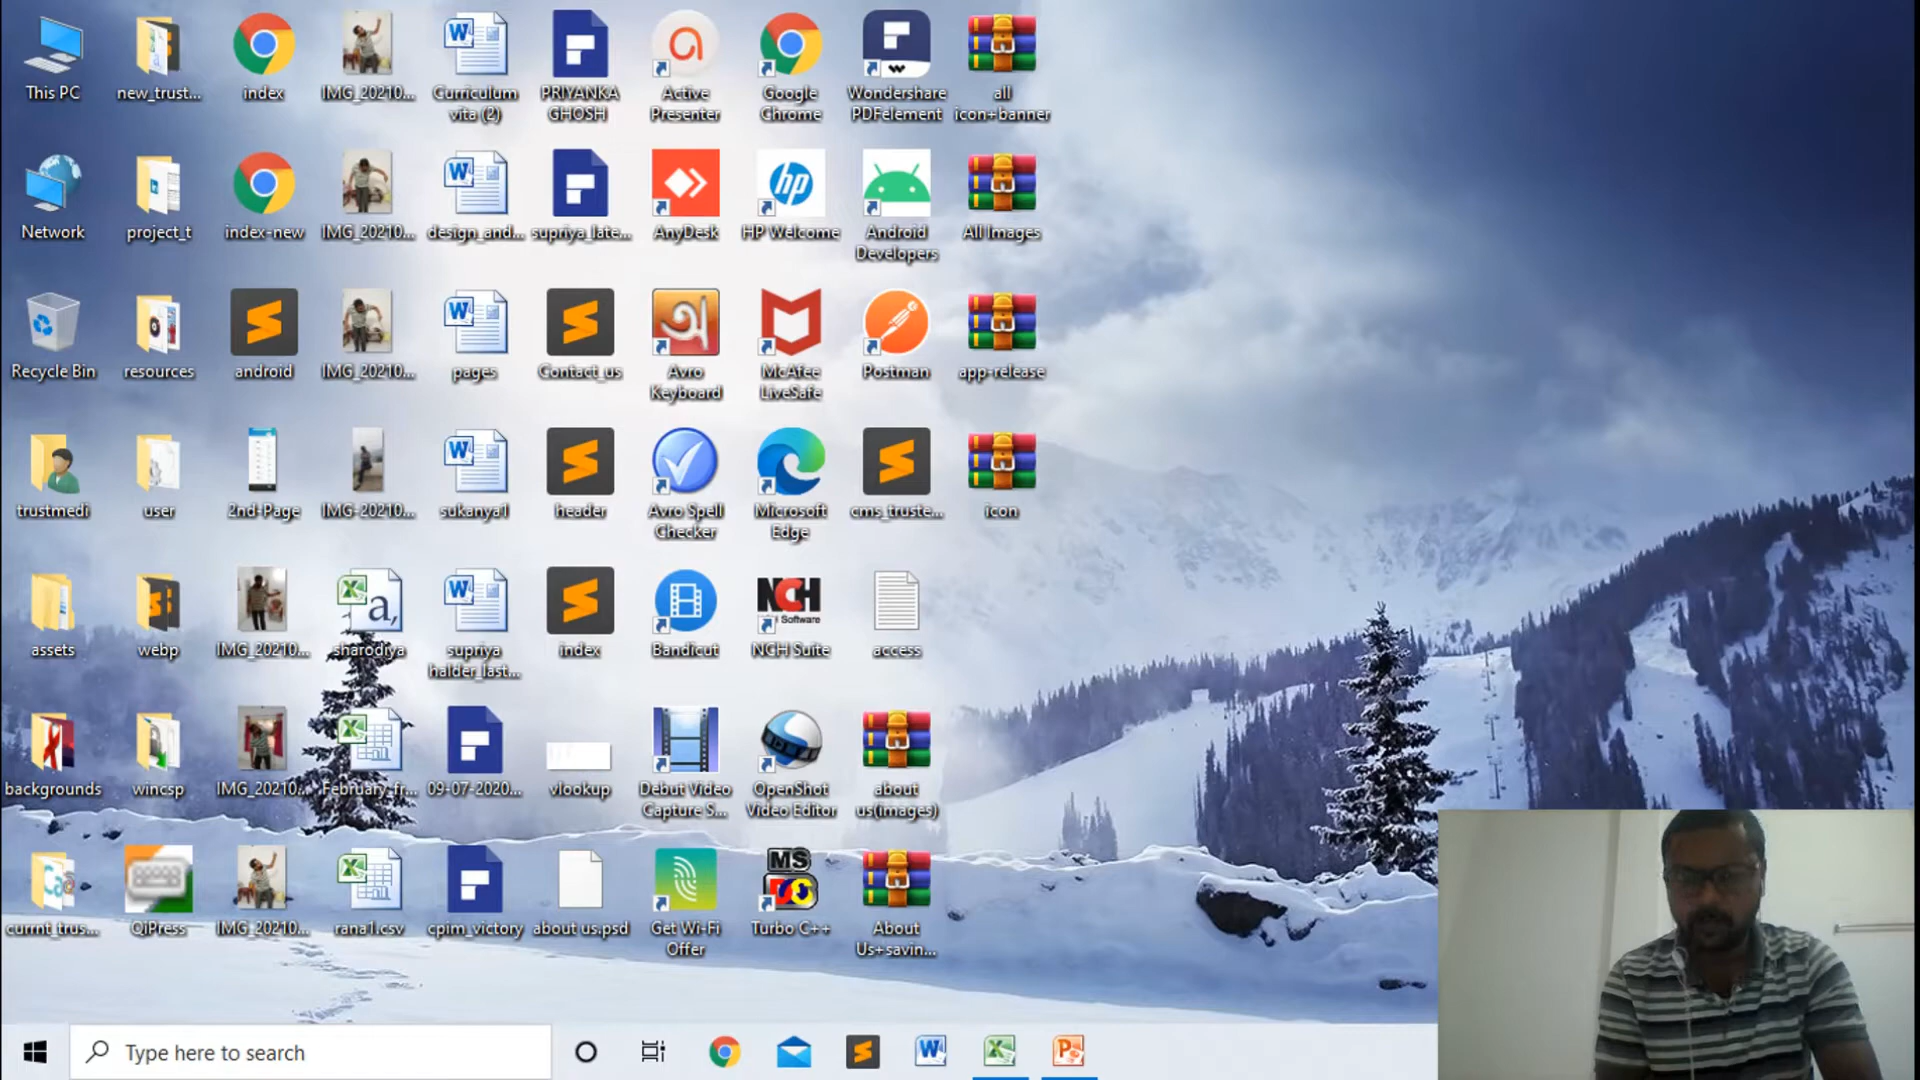 This PC
new_trust...
index
IMG_20210...
Curriculum
vita (2)
PRIYANKA
GHOSH
Active
Presenter
Google
Chrome
Wondershare
PDFelement
all
icon+banner
Network
project_t
index-new
IMG_20210...
design_and...
supriya_late...
AnyDesk
hp
HP Welcome
Android
Developers
All Images
Recycle Bin
resources
android
IMG_20210...
pages
Contact_us
অ
Avro
Keyboard
McAfee
LiveSafe
Postman
app-release
trustmedi
user
2nd-Page
IMG-20210...
sukanya1
header
Avro Spell
Checker
Microsoft
Edge
cms_truste...
icon
assets
webp
IMG_20210...
sharodiya
supriya
halder_last...
index
Bandicut
NCH
Software
NCH Suite
access
backgrounds
wincsp
IMG_20210...
February_fr...
09-07-2020...
vlookup
Debut Video
Capture S...
OpenShot
Video Editor
about
us(images)
currnt_trus...
QiPress
IMG_20210...
rana1.csv
cpim_victory
about us.psd
Get Wi-Fi
Offer
MS
Turbo C++
About
Us+savin...
Type here to search